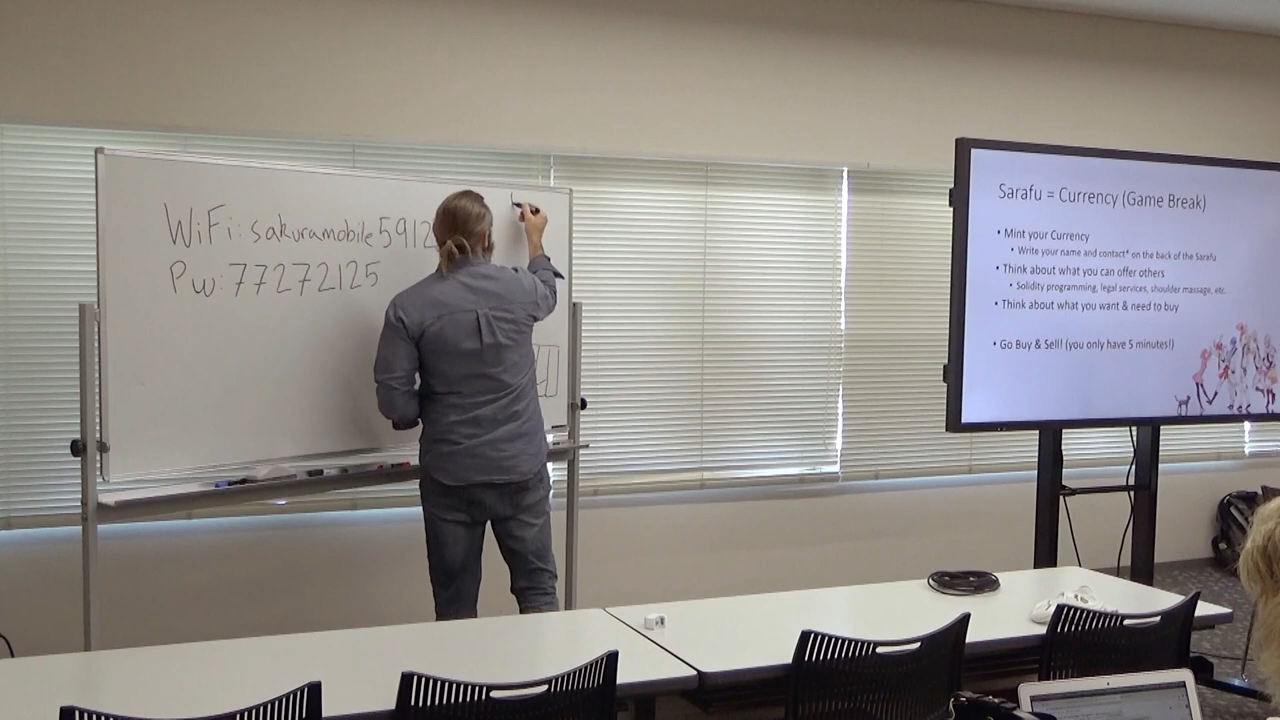 WiFi: sakuramobile5912
Pw: 77272125
Sarafu = Currency (Game Break)
• Mint your Currency
• Write your name and contact* on the back of the Sarafu
• Think about what you can offer others
• Solidity programming, legal services, shoulder massage, etc.
• Think about what you want & need to buy
• Go Buy & Sell! (you only have 5 minutes!)